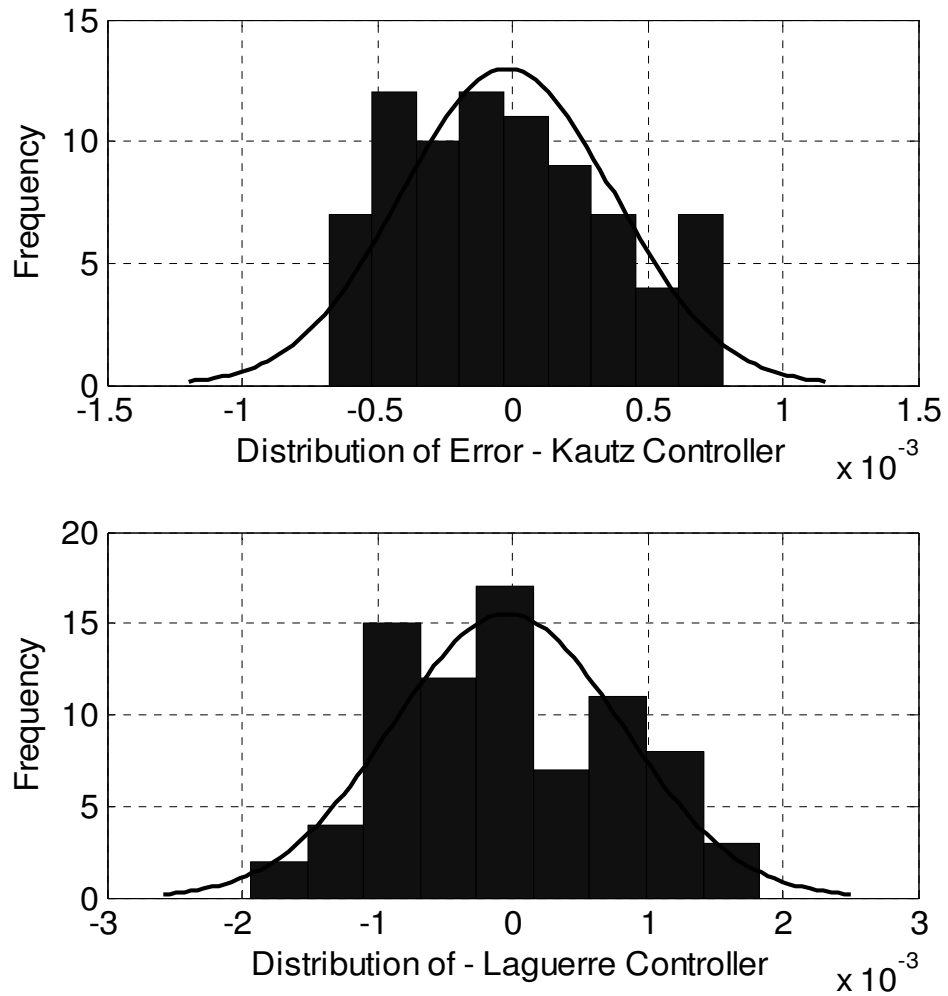 15
10
5
0
Frequency
-1.5 -1 -0.5 0 0.5 1 1.5
Distribution of Error - Kautz Controller
x 10^-3
20
15
10
5
0
Frequency
-3 -2 -1 0 1 2 3
Distribution of - Laguerre Controller
x 10^-3